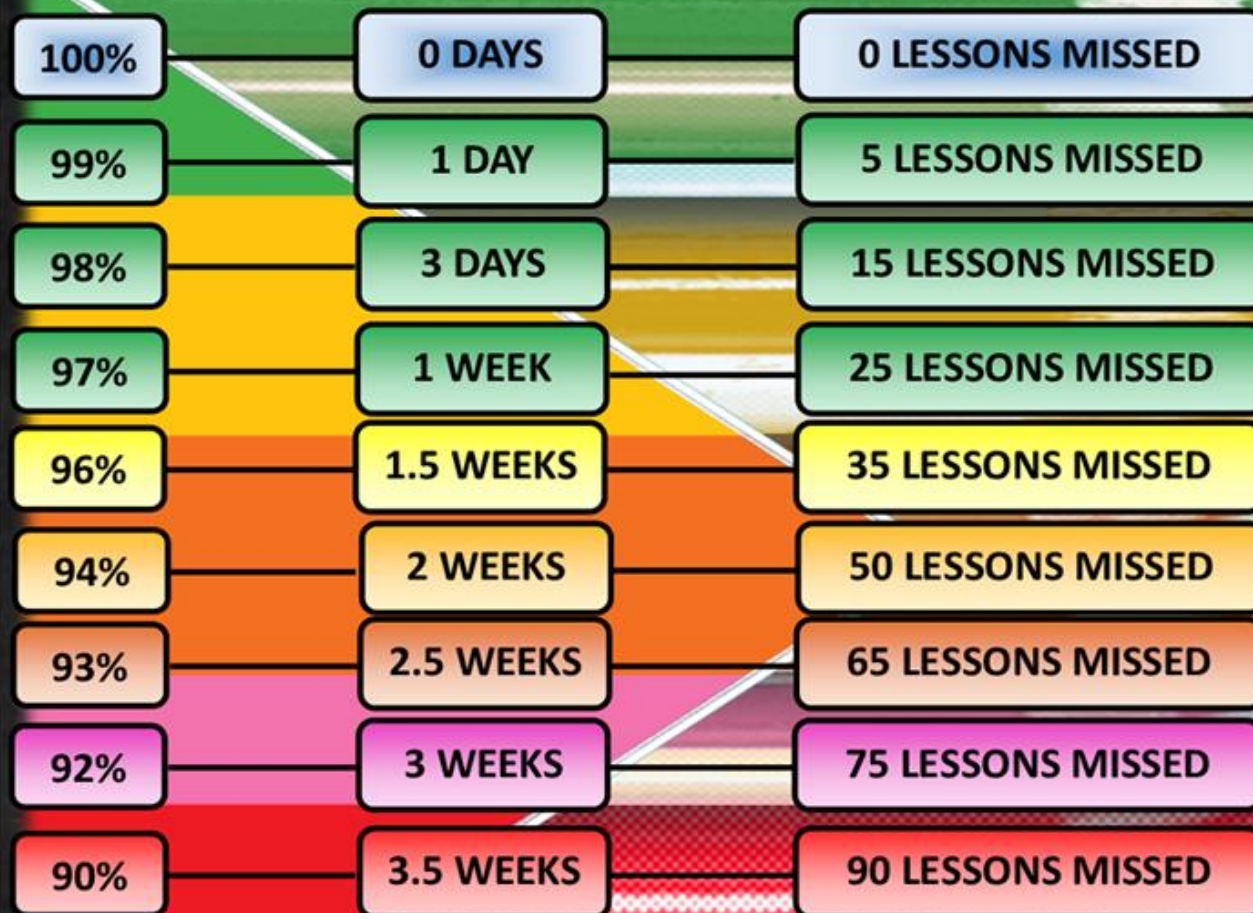 100% 0 DAYS 0 LESSONS MISSED
99% 1 DAY 5 LESSONS MISSED
98% 3 DAYS 15 LESSONS MISSED
97% 1 WEEK 25 LESSONS MISSED
96% 1.5 WEEKS 35 LESSONS MISSED
94% 2 WEEKS 50 LESSONS MISSED
93% 2.5 WEEKS 65 LESSONS MISSED
92% 3 WEEKS 75 LESSONS MISSED
90% 3.5 WEEKS 90 LESSONS MISSED